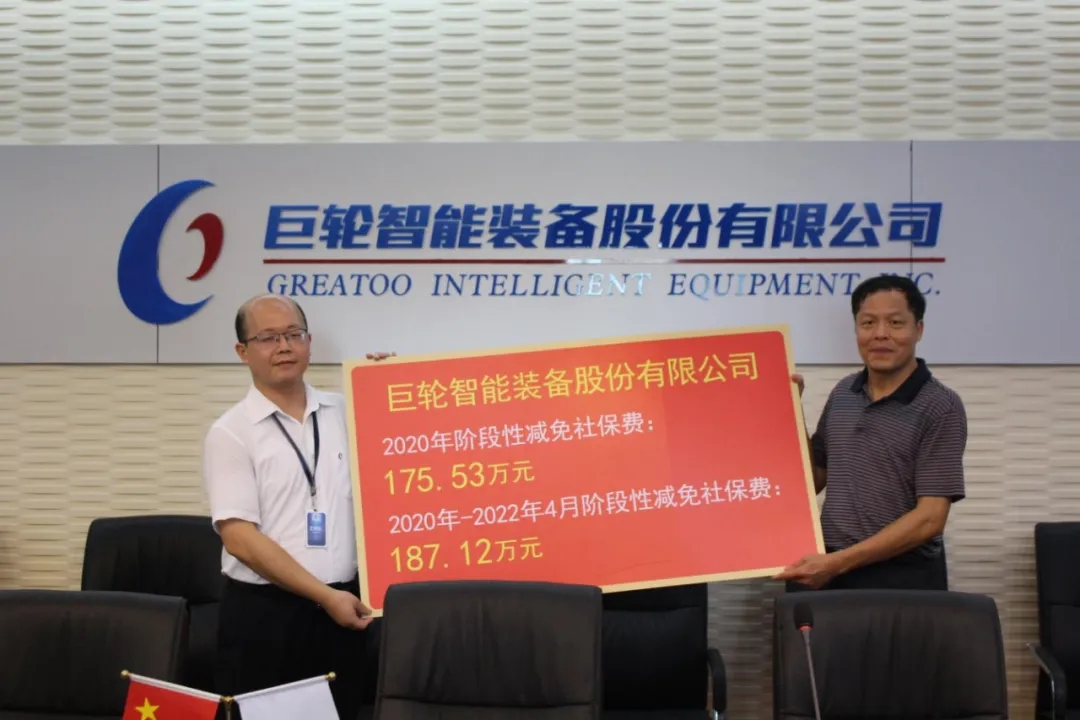 巨轮智能装备股份有限公司
GREATOO INTELLIGENT EQUIPMENT INC.
巨轮智能装备股份有限公司
2020年阶段性减免社保费:
175.53万元
2020年-2022年4月阶段性减免社保费:
187.12万元